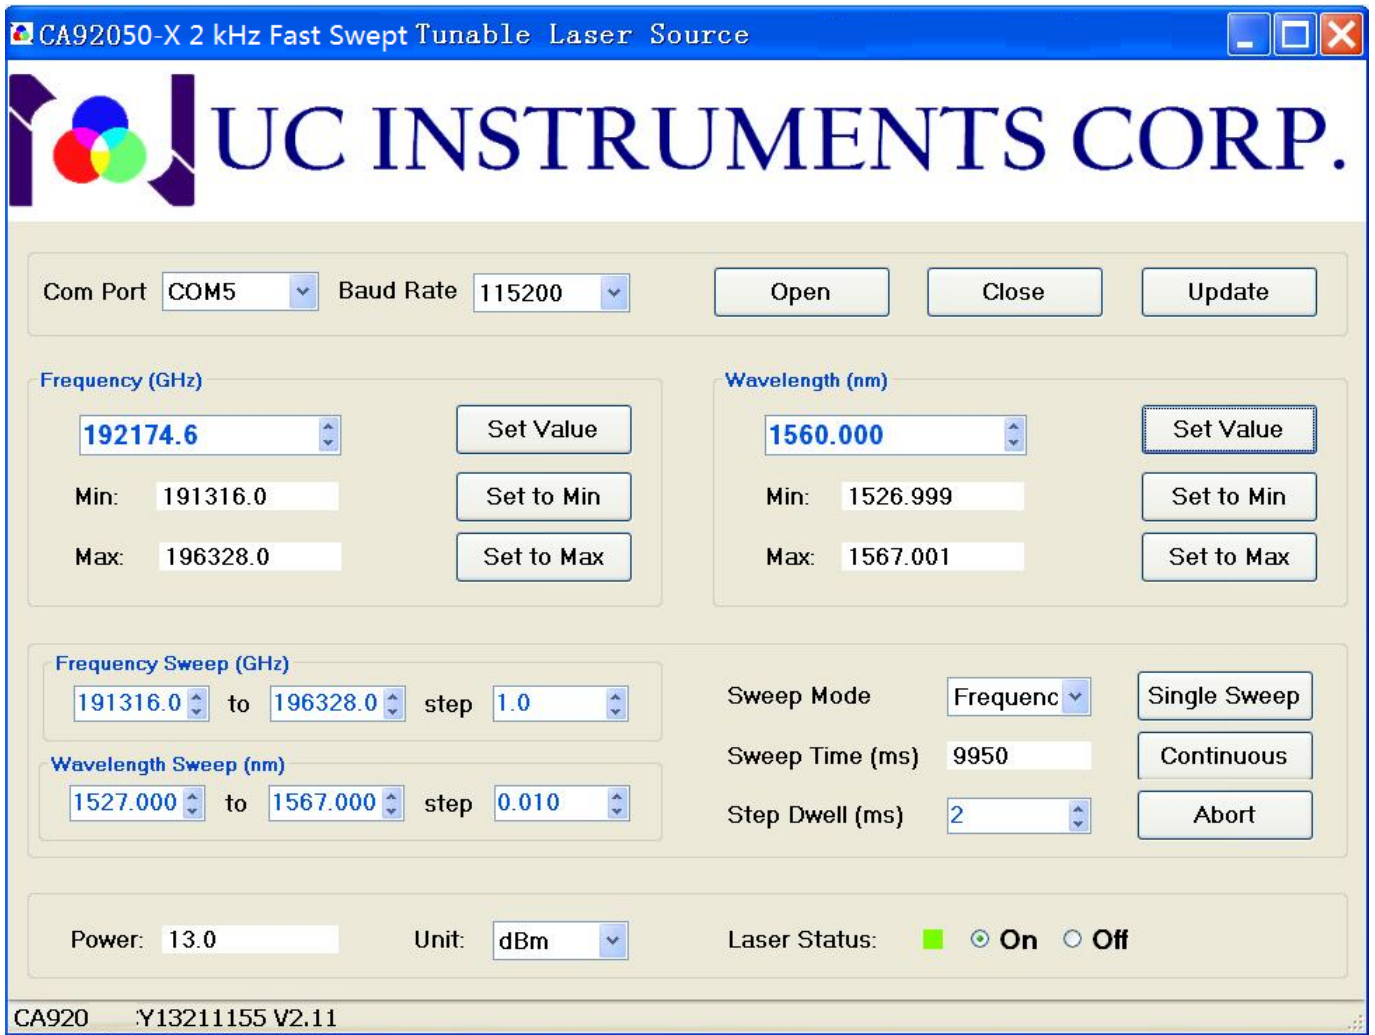 CA92050-X 2 kHz Fast Swept Tunable Laser Source
UC INSTRUMENTS CORP.
Com Port COM5 Baud Rate 115200 Open Close Update
Frequency (GHz)
192174.6 Set Value
Min: 191316.0 Set to Min
Max: 196328.0 Set to Max
Wavelength (nm)
1560.000 Set Value
Min: 1526.999 Set to Min
Max: 1567.001 Set to Max
Frequency Sweep (GHz)
191316.0 to 196328.0 step 1.0
Wavelength Sweep (nm)
1527.000 to 1567.000 step 0.010
Sweep Mode Frequenc Single Sweep
Sweep Time (ms) 9950 Continuous
Step Dwell (ms) 2 Abort
Power: 13.0 Unit: dBm Laser Status: On Off
CA920 :Y13211155 V2.11